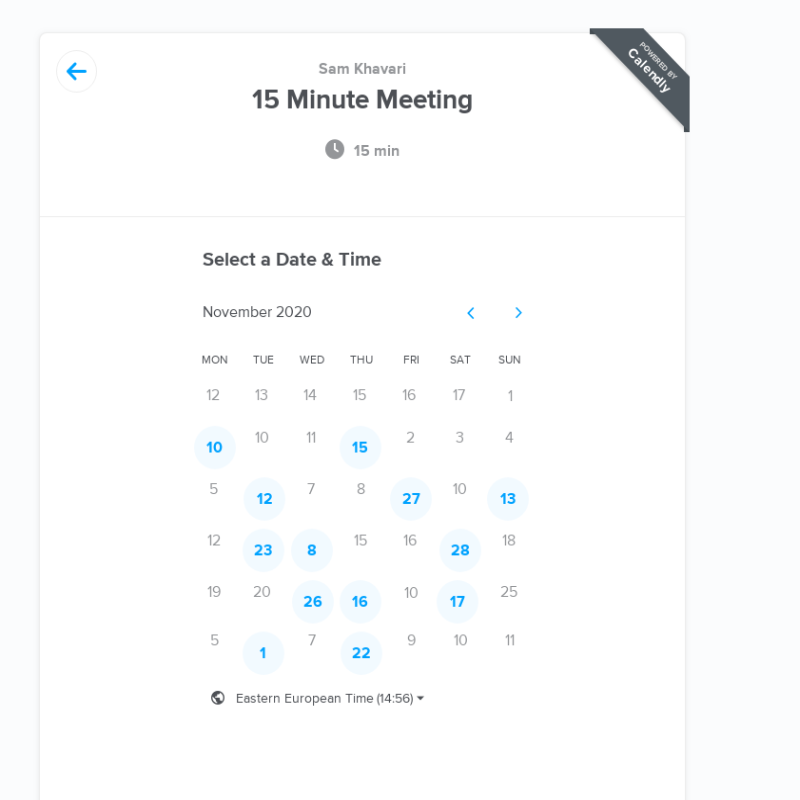 Sam Khavari
15 Minute Meeting
POWERED BY
Calendly
15 min
Select a Date & Time
November 2020
MON TUE WED THU FRI SAT SUN
12 13 14 15 16 17 1
10 10 11 15 2 3 4
5 12 7 8 27 10 13
12 23 8 15 16 28 18
19 20 26 16 10 17 25
5 1 7 22 9 10 11
Eastern European Time (14:56)